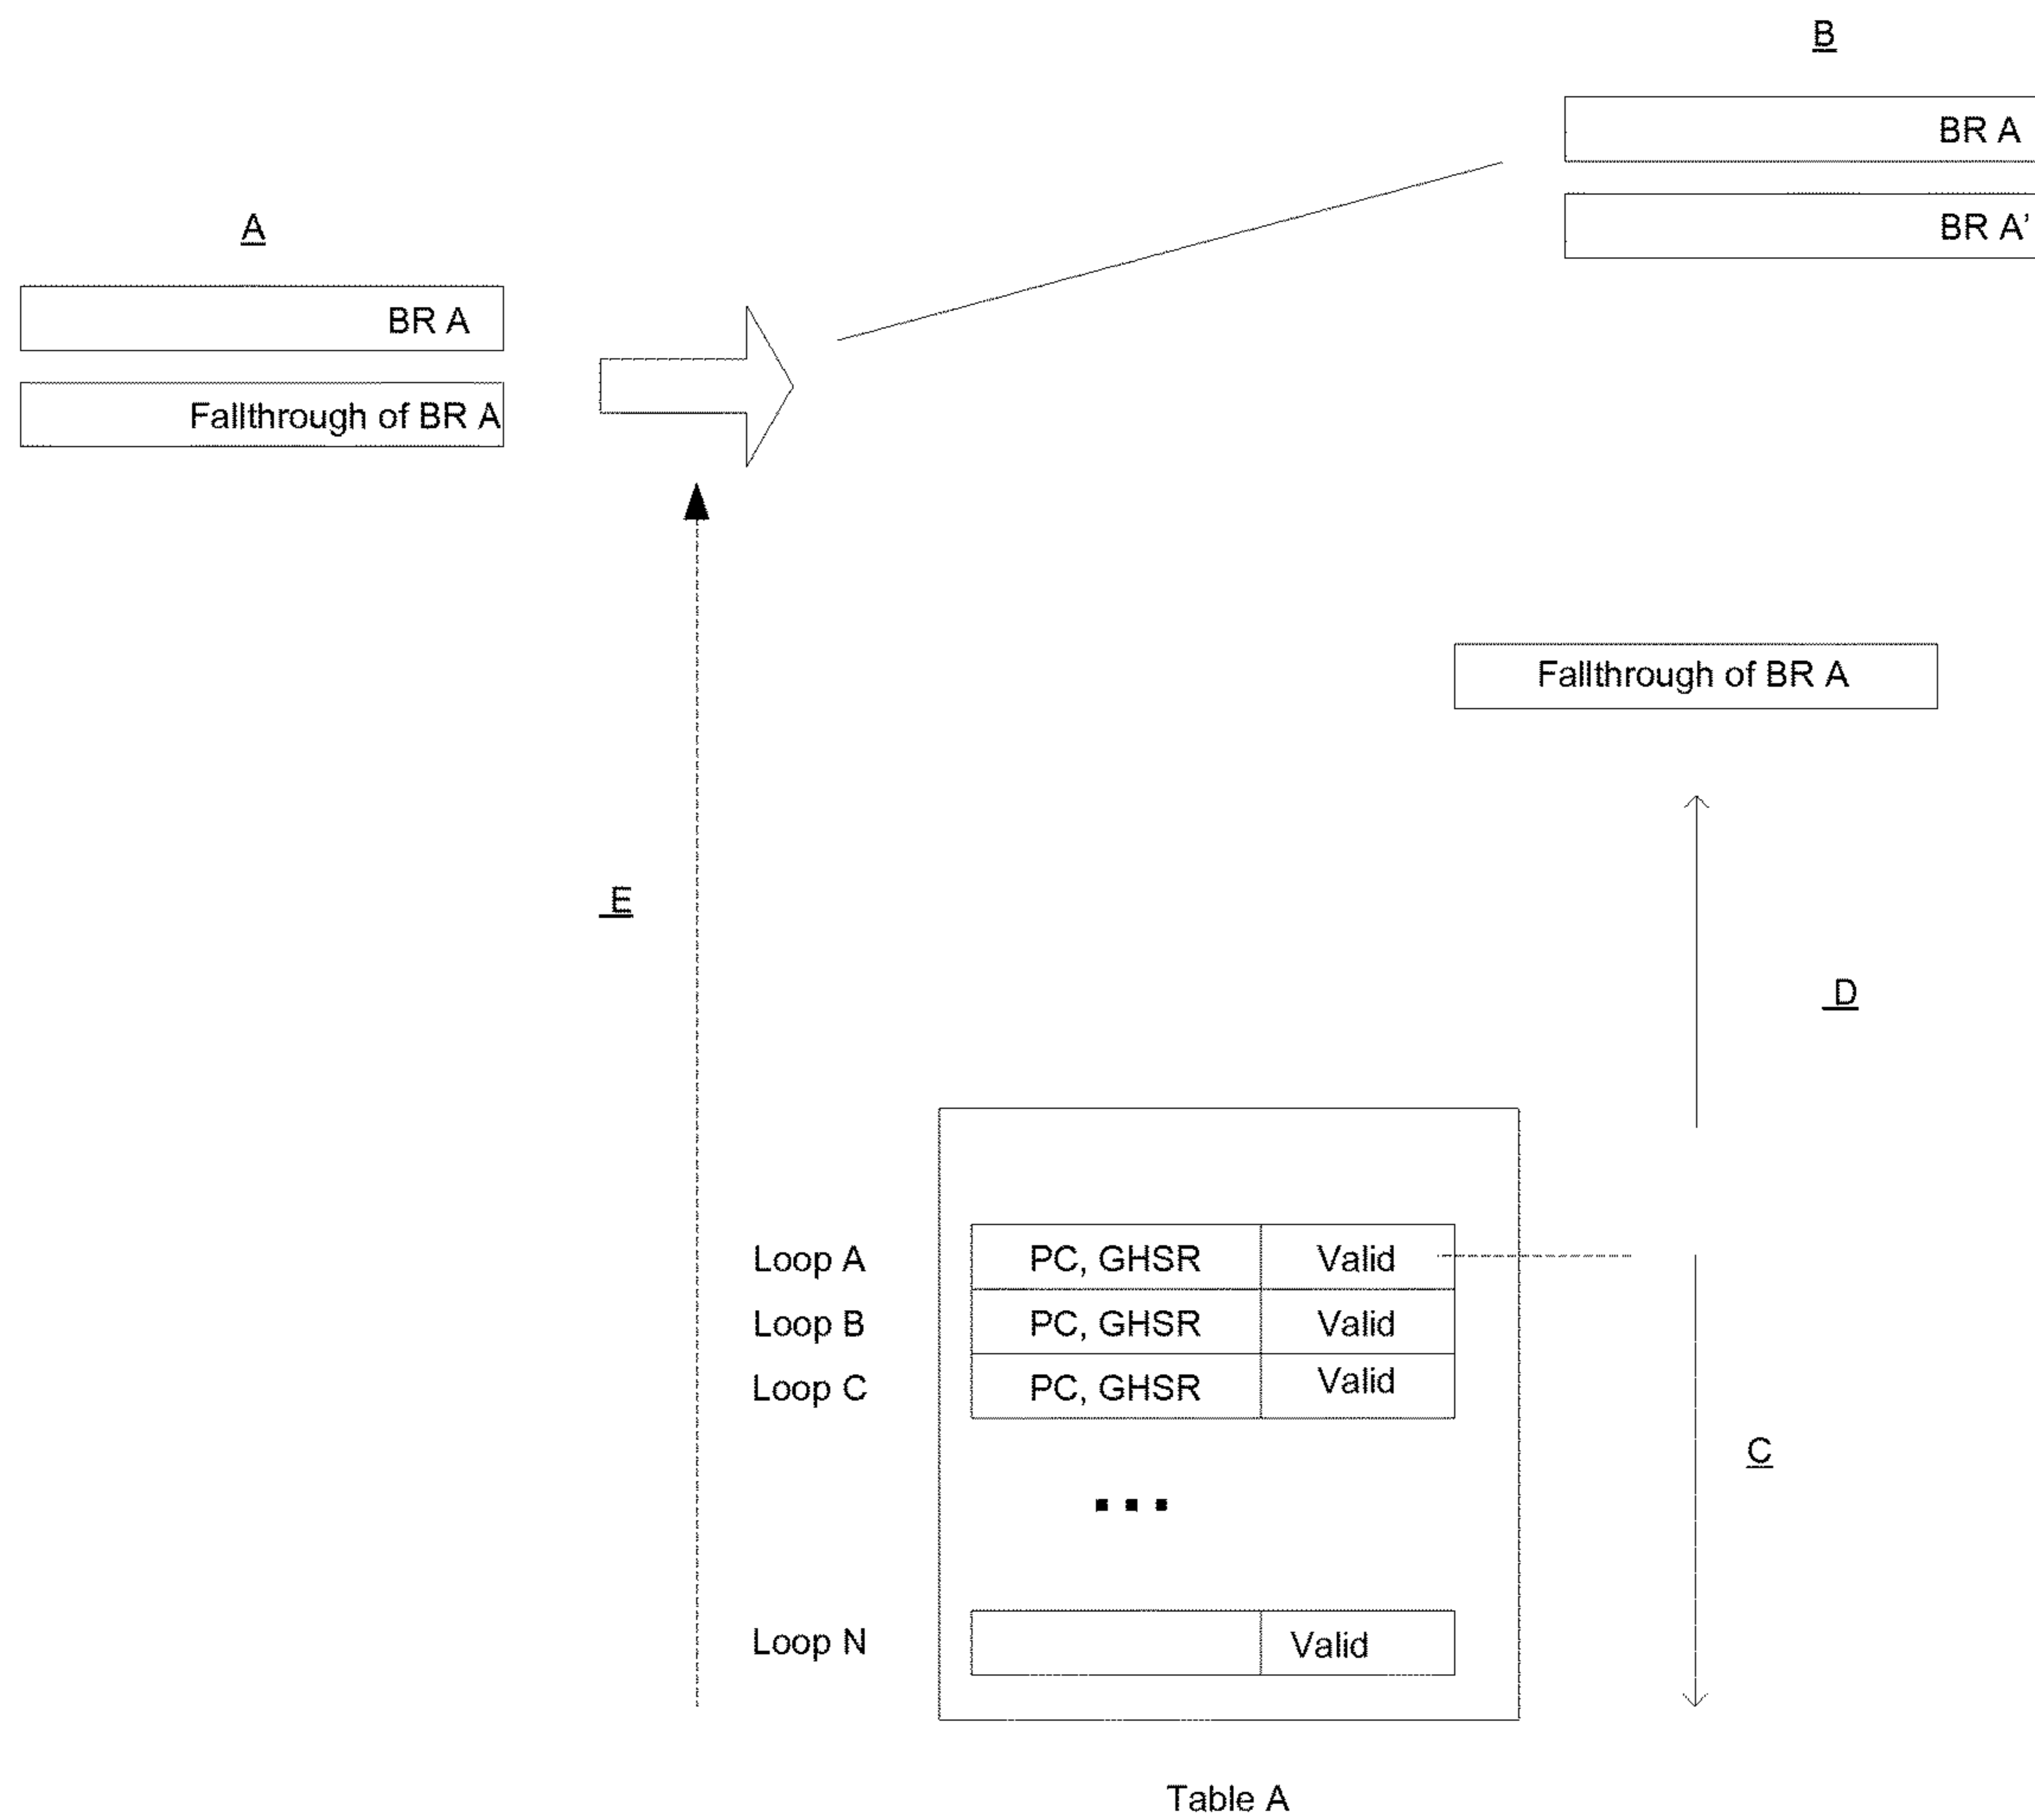 B
BR A
BR A'
A
BR A
Fallthrough of BR A
Fallthrough of BR A
E
D
Loop A PC, GHSR Valid
Loop B PC, GHSR Valid
Loop C PC, GHSR Valid
C
...
Loop N Valid
Table A